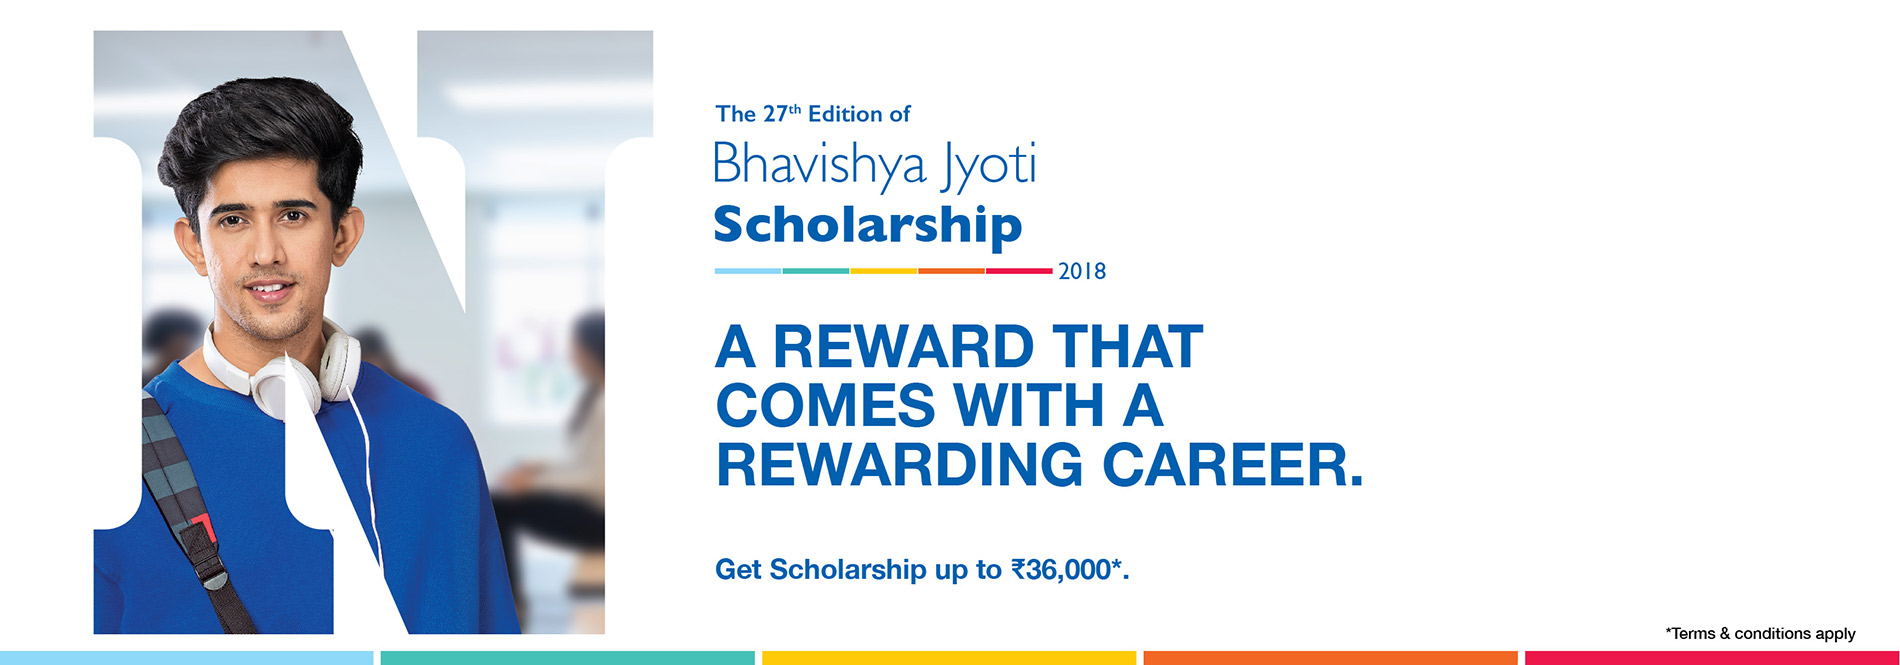 The 27th Edition of
Bhavishya Jyoti
Scholarship
2018
A REWARD THAT
COMES WITH A
REWARDING CAREER.
Get Scholarship up to ₹36,000*.
*Terms & conditions apply